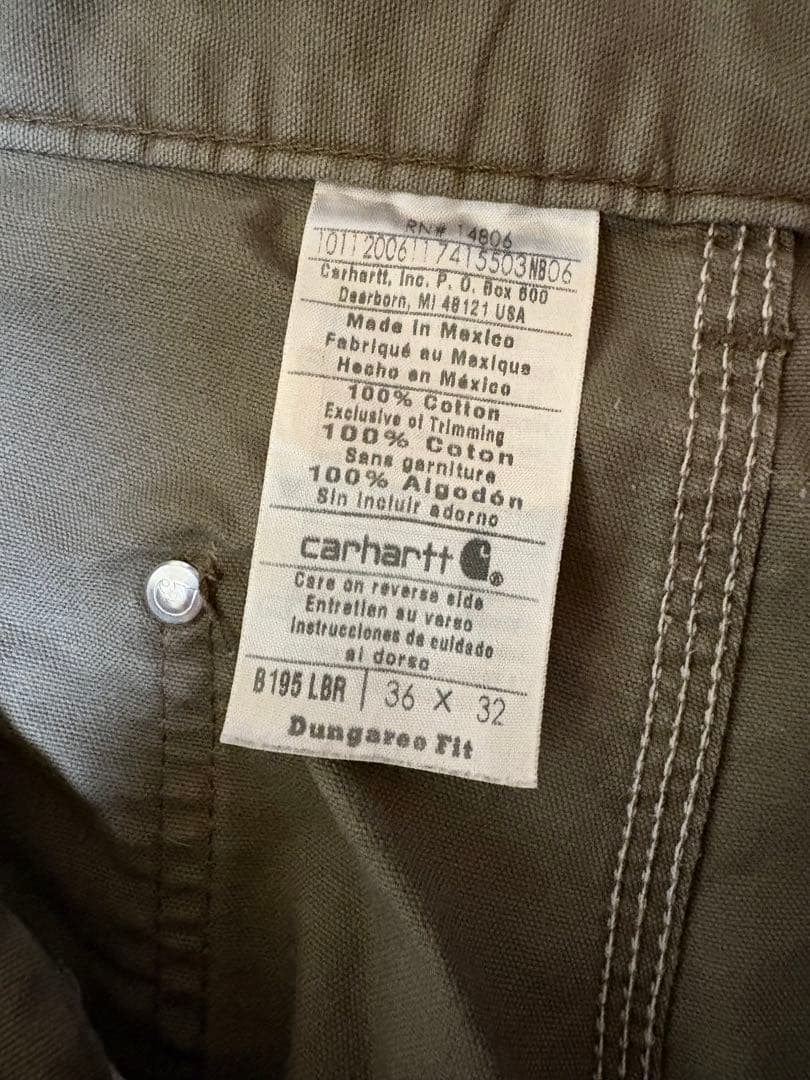 RN# 14806
10112006117415503NB06
Carhartt, Inc. P. O. Box 600
Dearborn, MI 48121 USA
Made in Mexico
Fabriqué au Mexique
Hecho en México
100% Cotton
Exclusive of Trimming
100% Coton
Sans garniture
100% Algodón
Sin incluir adorno
carhartt ®
Care on reverse side
Entretien au verso
Instrucciones de cuidado
al dorso
B195 LBR | 36 X 32
Dungaree Fit